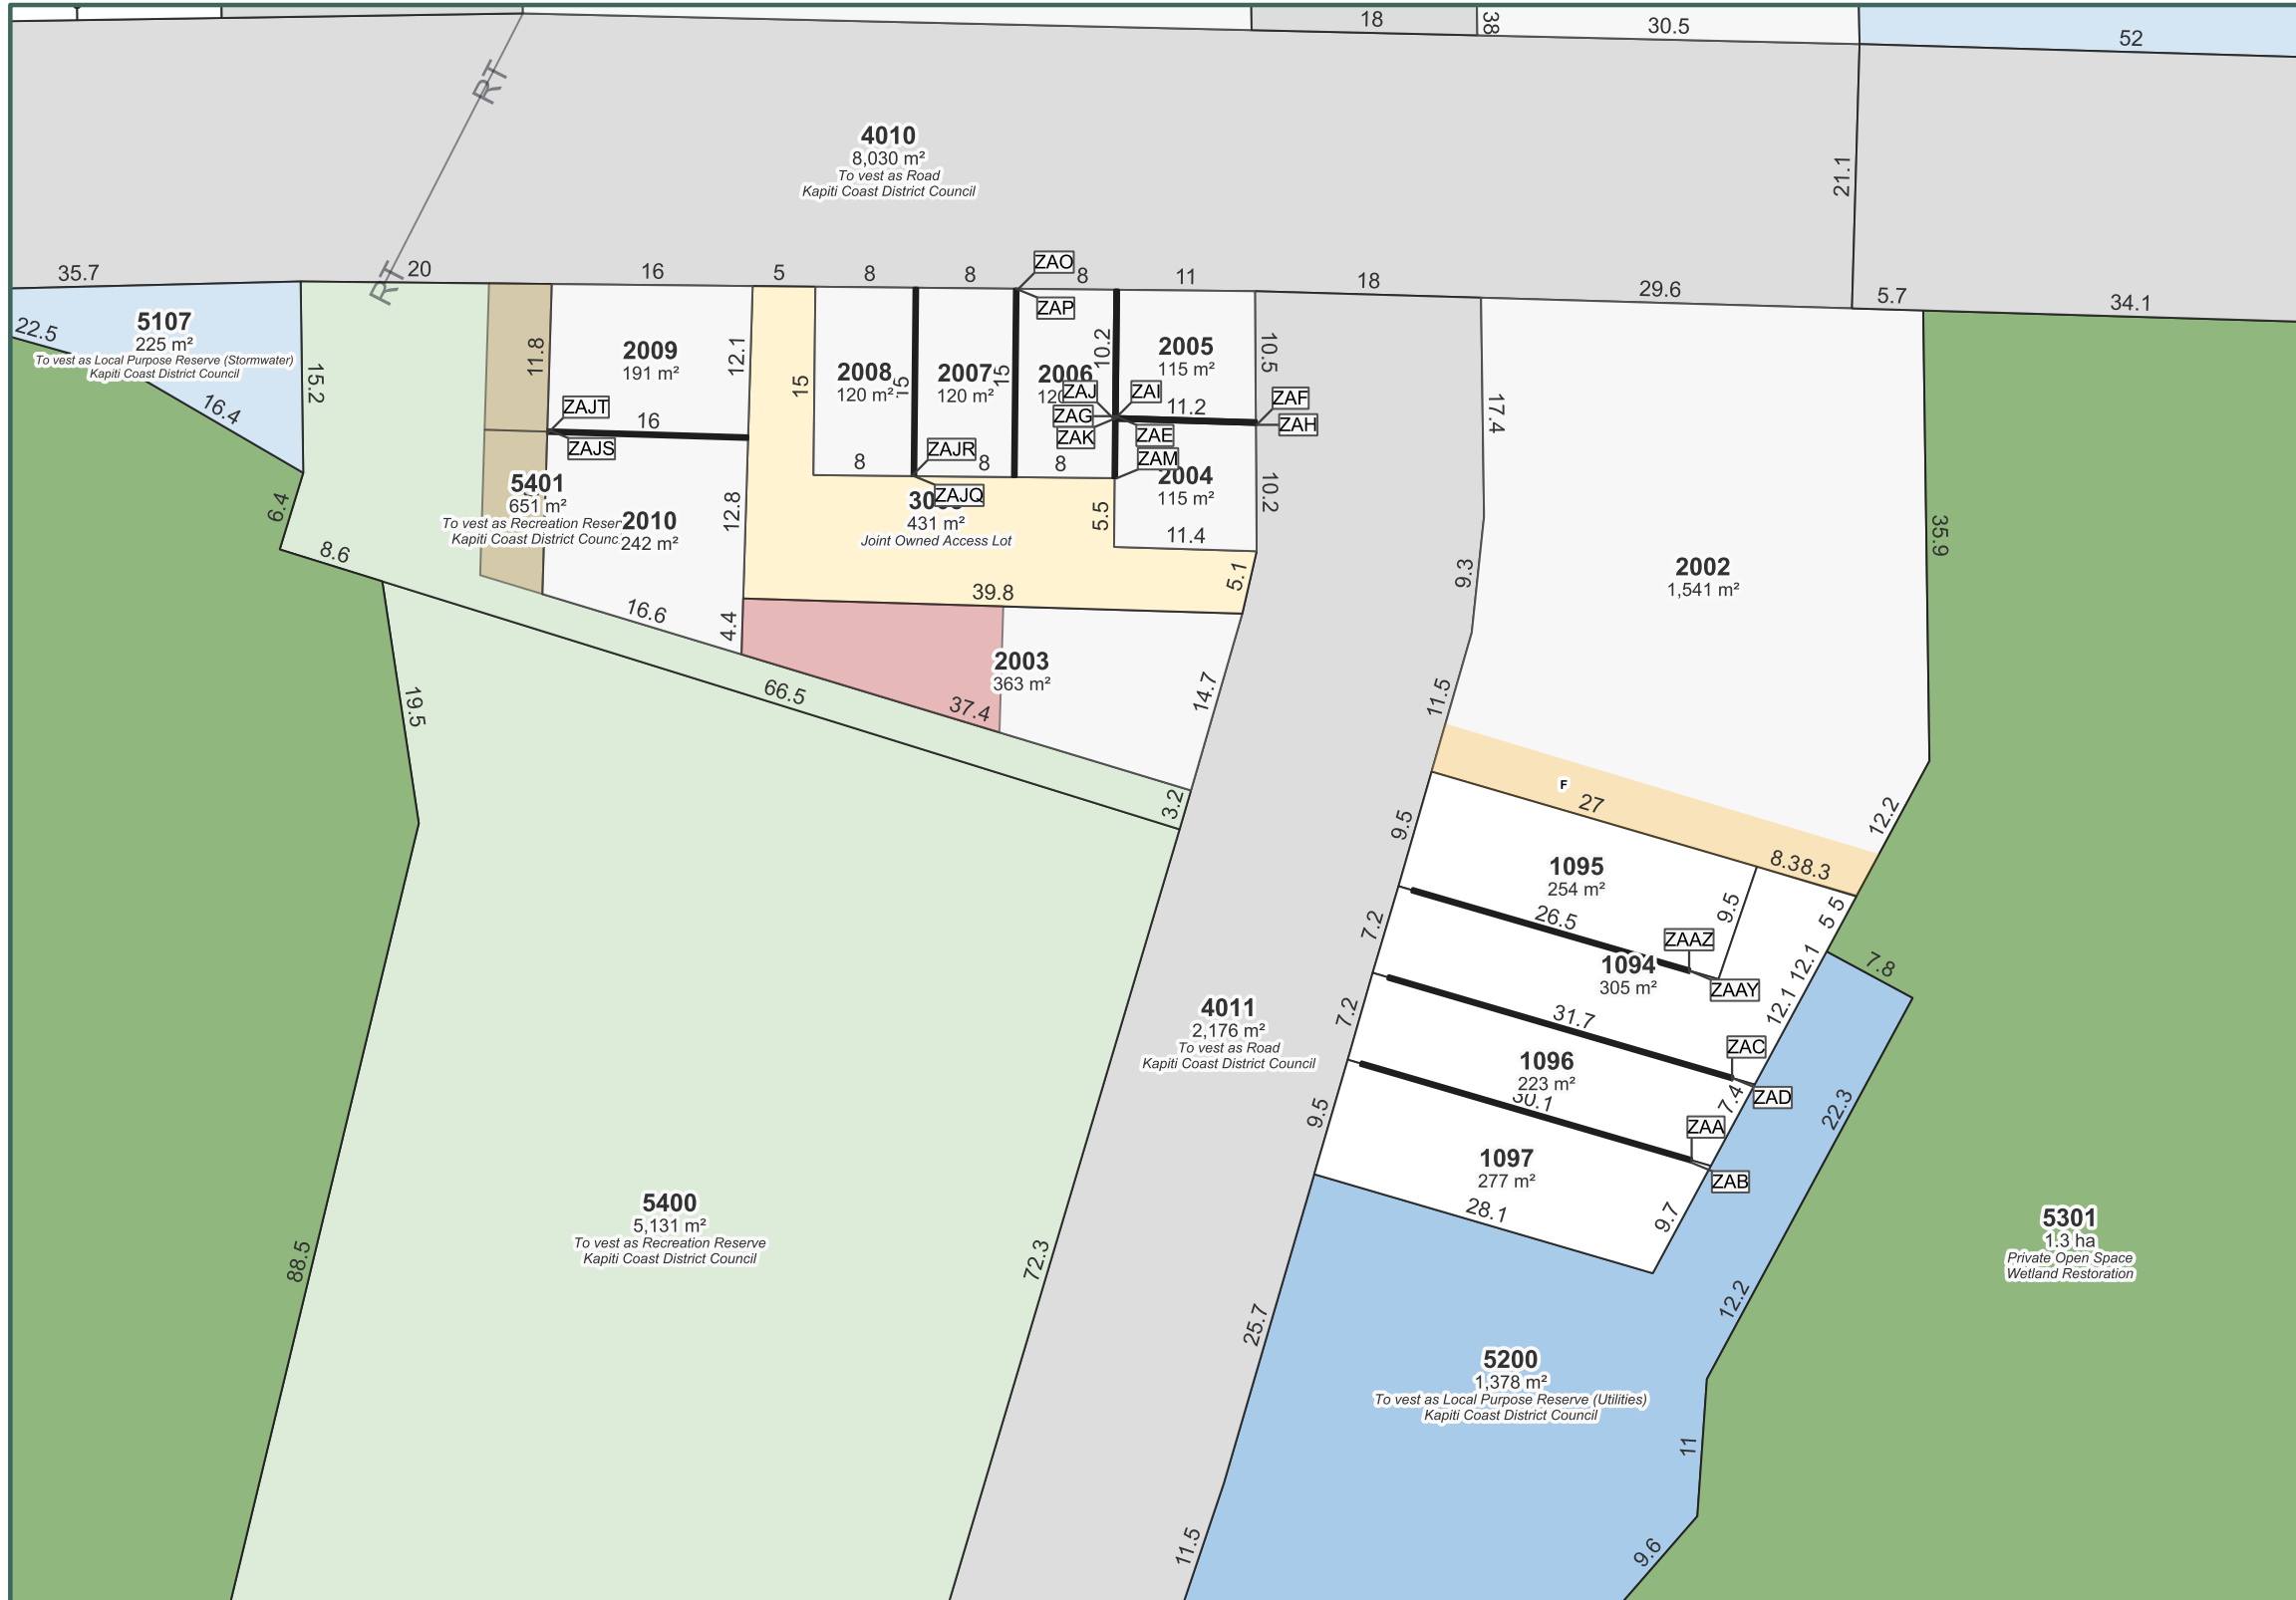 18
38
30.5
52
RT
4010
8,030 m²
To vest as Road
Kapiti Coast District Council
21.1
35.7
RT
20
16
5
8
8
ZAO
8
11
18
29.6
5.7
34.1
ZAP
22.5
5107
225 m²
To vest as Local Purpose Reserve (Stormwater)
Kapiti Coast District Council
15.2
16.4
11.8
2009
191 m²
12.1
15
2008
120 m²
15
2007
120 m²
15
2006
10.2
2005
115 m²
10.5
ZAJ
ZAI
ZAF
ZAG
11.2
ZAH
ZAK
ZAE
ZAM
ZAJT
16
ZAJS
17.4
35.9
8
ZAJR
8
8
ZAJQ
2004
115 m²
10.2
5.5
11.4
431 m²
Joint Owned Access Lot
5401
651 m²
To vest as Recreation
Kapiti Coast District
2010
242 m²
12.8
6.4
8.6
9.3
2002
1,541 m²
5.1
39.8
16.6
4.4
2003
363 m²
37.4
14.7
11.5
66.5
19.5
3.2
F
27
12.2
9.5
8.3
8.3
1095
254 m²
9.5
5.5
7.2
26.5
ZAAZ
12.1
7.8
1094
305 m²
ZAAY
12.1
4011
2,176 m²
To vest as Road
Kapiti Coast District Council
7.2
31.7
ZAC
1096
223 m²
30.1
7.4
ZAD
22.3
9.5
ZAA
1097
277 m²
ZAB
28.1
9.7
5400
5,131 m²
To vest as Recreation Reserve
Kapiti Coast District Council
88.5
72.3
5301
1.3 ha
Private Open Space
Wetland Restoration
25.7
12.2
5200
1,378 m²
To vest as Local Purpose Reserve (Utilities)
Kapiti Coast District Council
11
11.5
9.6